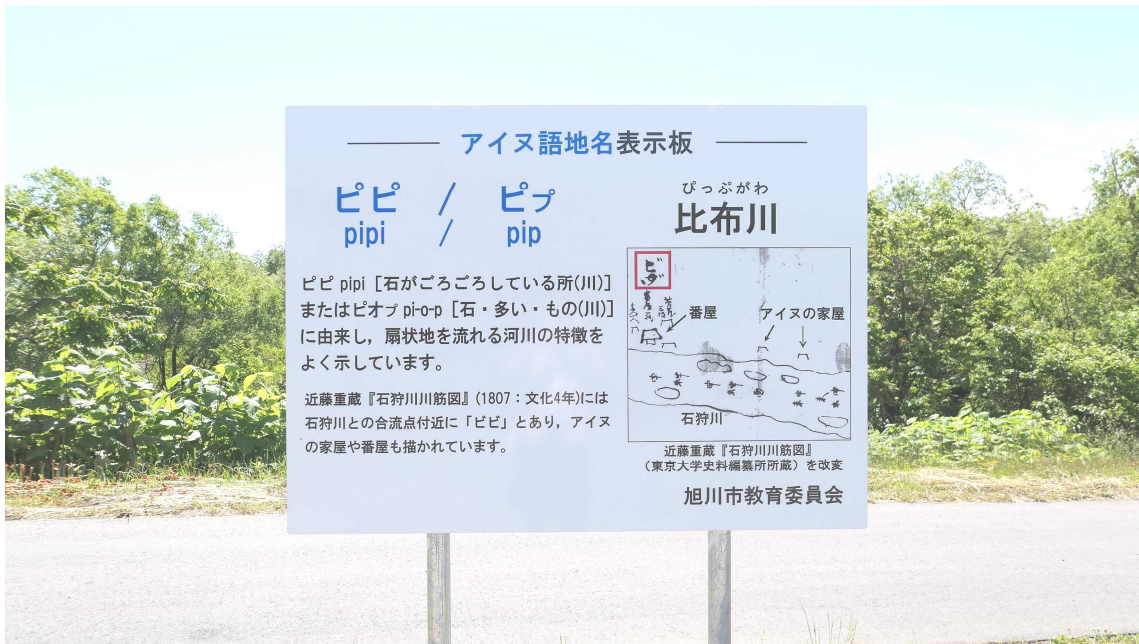 アイヌ語地名表示板
ピピ / ピㇷ゚
pipi / pip
ピピ pipi［石がごろごろしている所(川)］
またはピオㇷ゚ pi-o-p［石・多い・もの(川)］
に由来し，扇状地を流れる河川の特徴を
よく示しています。
近藤重蔵『石狩川川筋図』(1807：文化4年)には
石狩川との合流点付近に「ビビ」とあり，アイヌ
の家屋や番屋も描かれています。
ぴっぷがわ
比布川
番屋
アイヌの家屋
石狩川
近藤重蔵『石狩川川筋図』
（東京大学史料編纂所所蔵）を改変
旭川市教育委員会